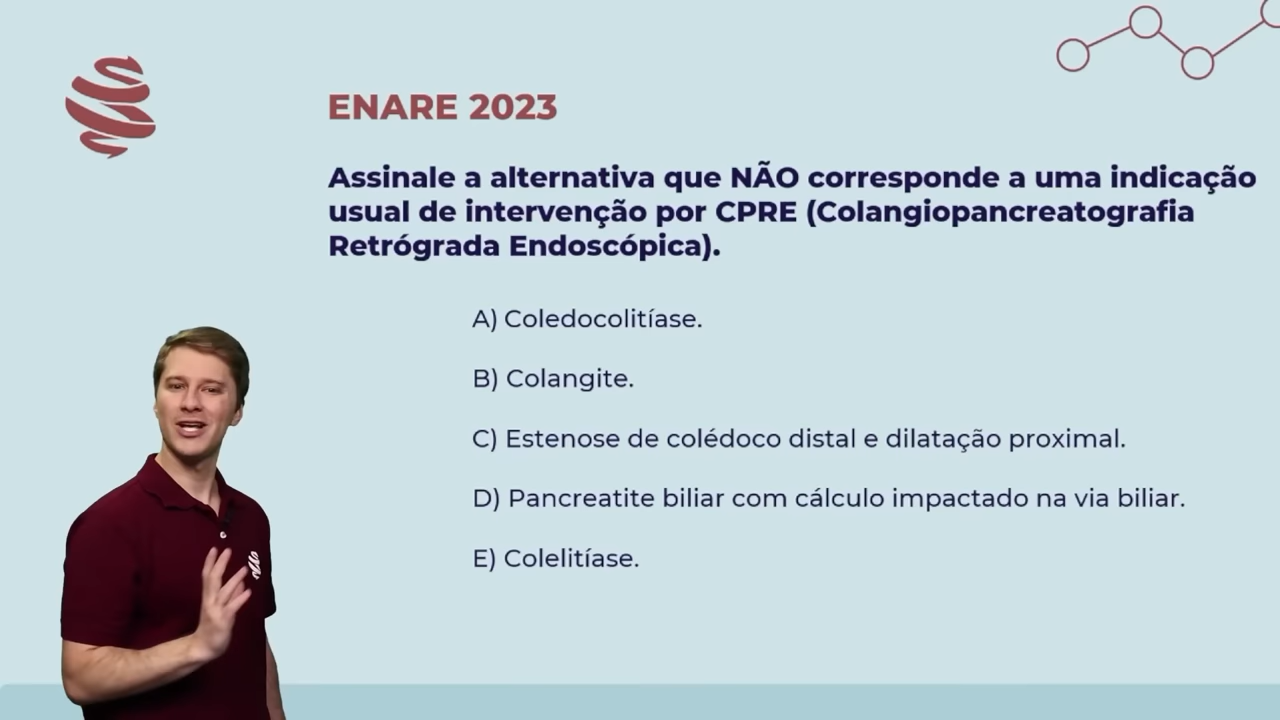 ENARE 2023
Assinale a alternativa que NÃO corresponde a uma indicação
usual de intervenção por CPRE (Colangiopancreatografia
Retrógrada Endoscópica).
A) Coledocolitíase.
B) Colangite.
C) Estenose de colédoco distal e dilatação proximal.
D) Pancreatite biliar com cálculo impactado na via biliar.
E) Colelitíase.